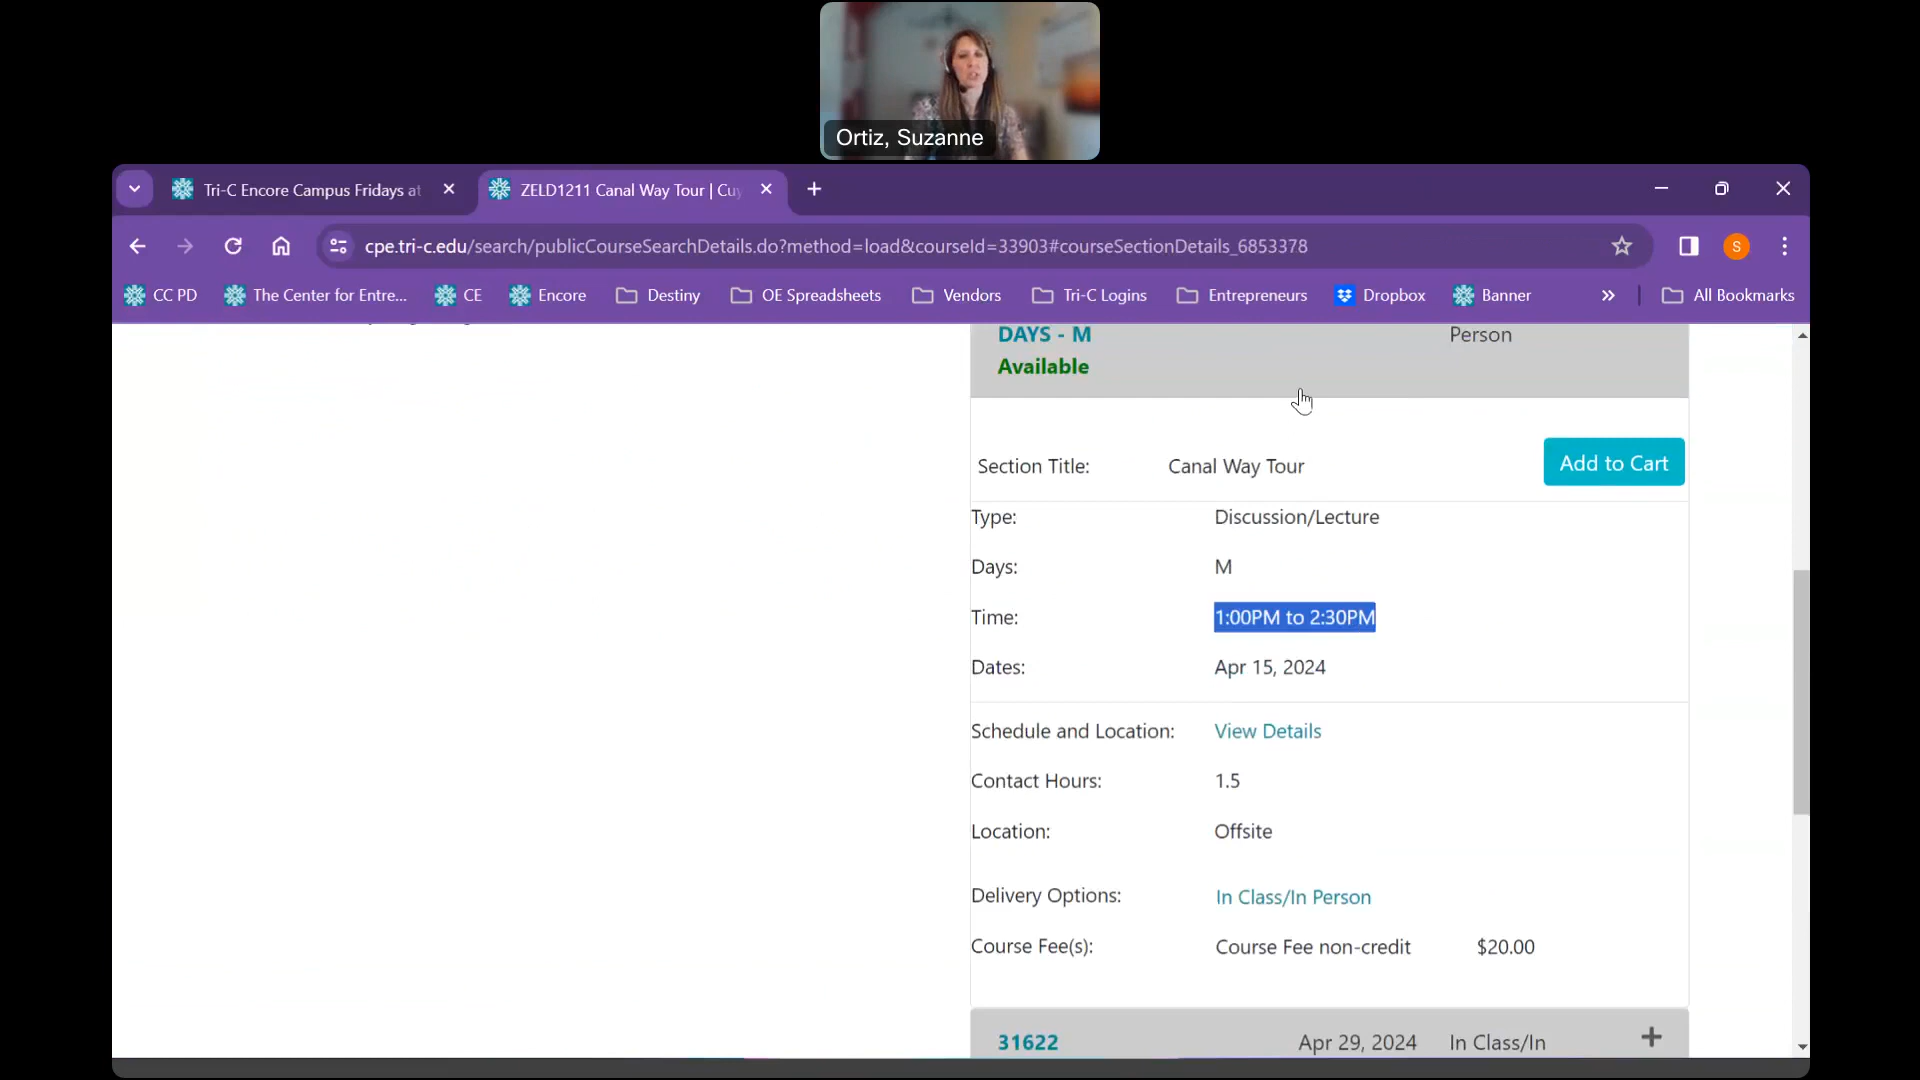 Ortiz, Suzanne
Tri-C Encore Campus Fridays at
ZELD1211 Canal Way Tour | Cuy
cpe.tri-c.edu/search/publicCourseSearchDetails.do?method=load&courseId=33903#courseSectionDetails_6853378
S
CC PD
The Center for Entre...
CE
Encore
Destiny
OE Spreadsheets
Vendors
Tri-C Logins
Entrepreneurs
Dropbox
Banner
All Bookmarks
DAYS - M
Person
Available
Section Title:
Canal Way Tour
Add to Cart
Type:
Discussion/Lecture
Days:
M
Time:
1:00PM to 2:30PM
Dates:
Apr 15, 2024
Schedule and Location:
View Details
Contact Hours:
1.5
Location:
Offsite
Delivery Options:
In Class/In Person
Course Fee(s):
Course Fee non-credit
$20.00
31622
Apr 29, 2024
In Class/In